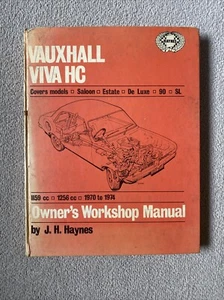 VAUXHALL
VIVA HC
Covers models □ Saloon □ Estate □ De Luxe □ 90 □ SL
1159 cc □ 1256 cc □ 1970 to 1974
Owner's Workshop Manual
by J. H. Haynes